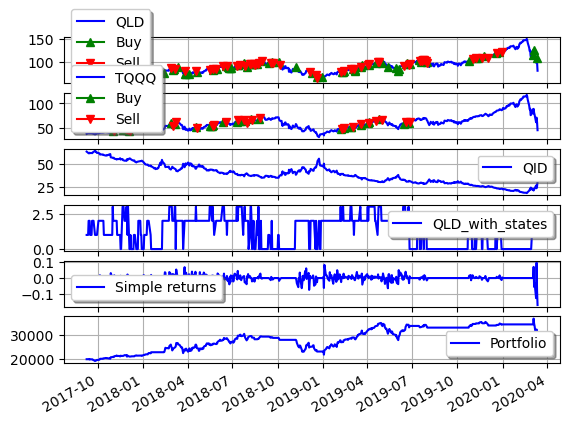 QLD
Buy
Sell
150
100
TQQQ
Buy
Sell
100
50
QID
50
25
QLD_with_states
2.5
0.0
Simple returns
0.1
0.0
−0.1
Portfolio
30000
20000
2017-10
2018-01
2018-04
2018-07
2018-10
2019-01
2019-04
2019-07
2019-10
2020-01
2020-04